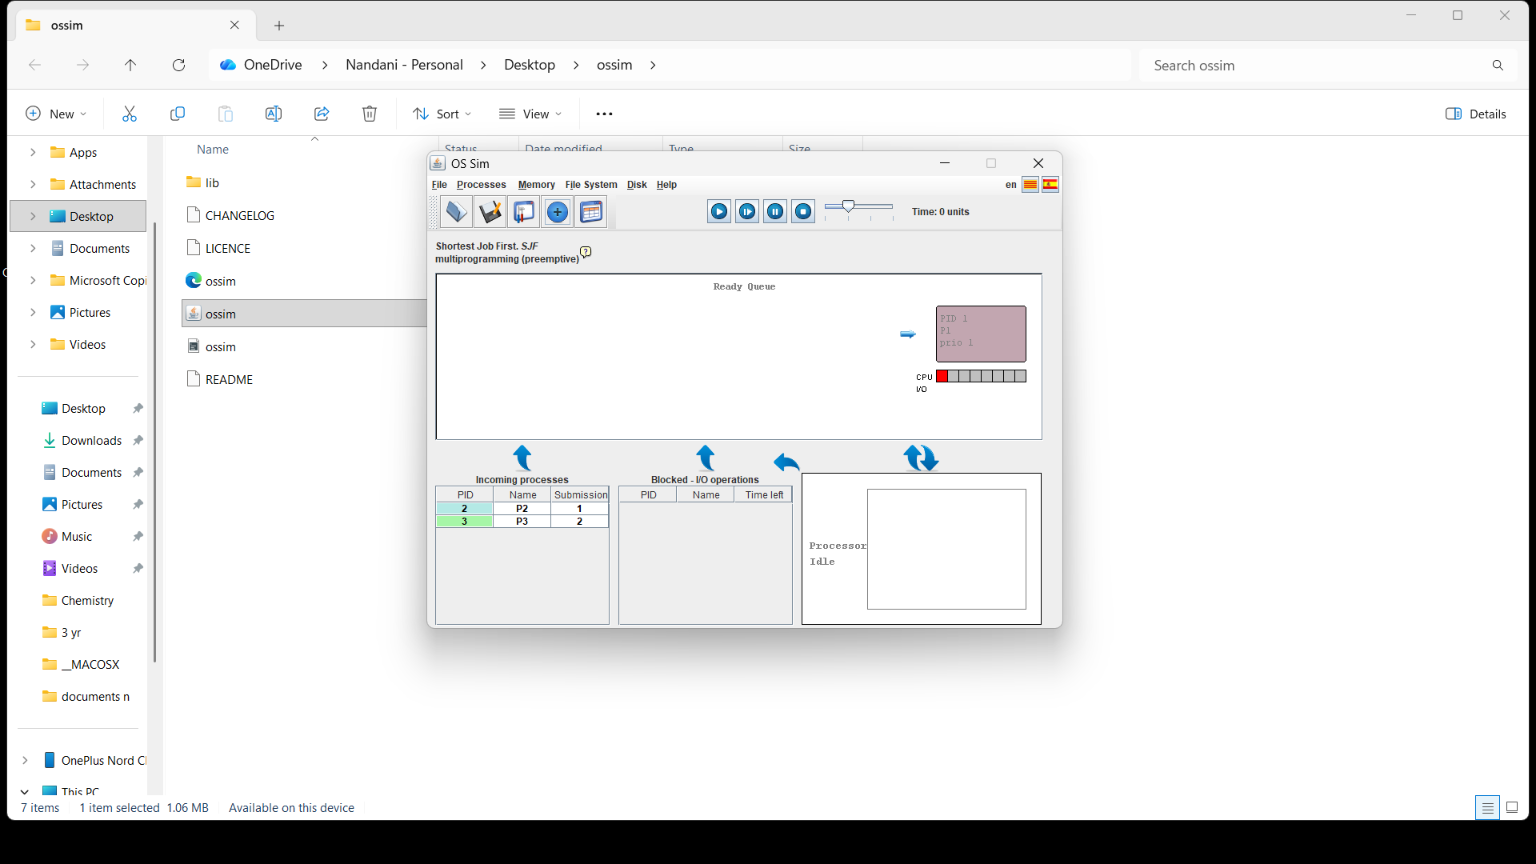 ossim
OneDrive > Nandani - Personal > Desktop > ossim >
Search ossim
New
Sort
View
Details
Name
Status
Date modified
Type
Size
Apps
Attachments
Desktop
Documents
Microsoft Copi
Pictures
Videos
Desktop
Downloads
Documents
Pictures
Music
Videos
Chemistry
3 yr
__MACOSX
documents n
OnePlus Nord C
This PC
lib
CHANGELOG
LICENCE
ossim
ossim
ossim
README
OS Sim
File Processes Memory File System Disk Help
en
Time: 0 units
Shortest Job First. SJF
multiprogramming (preemptive)
?
Ready Queue
PID 1
P1
prio 1
CPU
I/O
Incoming processes
PID Name Submission
2 P2 1
3 P3 2
Blocked - I/O operations
PID Name Time left
Processor
Idle
7 items 1 item selected 1.06 MB Available on this device